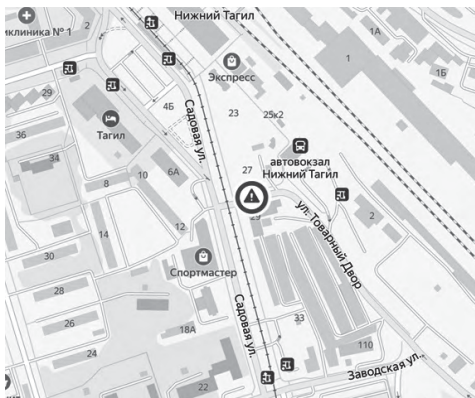 Нижний Тагил
2
1А
1
1Б
иклиника № 1
Экспресс
29
4Б
23
25к2
36
Тагил
Садовая ул.
автовокзал
Нижний Тагил
34
6А
27
10
8
29
2
ул. Товарный Двор
14
12
30
Спортмастер
28
Садовая ул.
26
18А
33
24
110
Заводская ул.
22